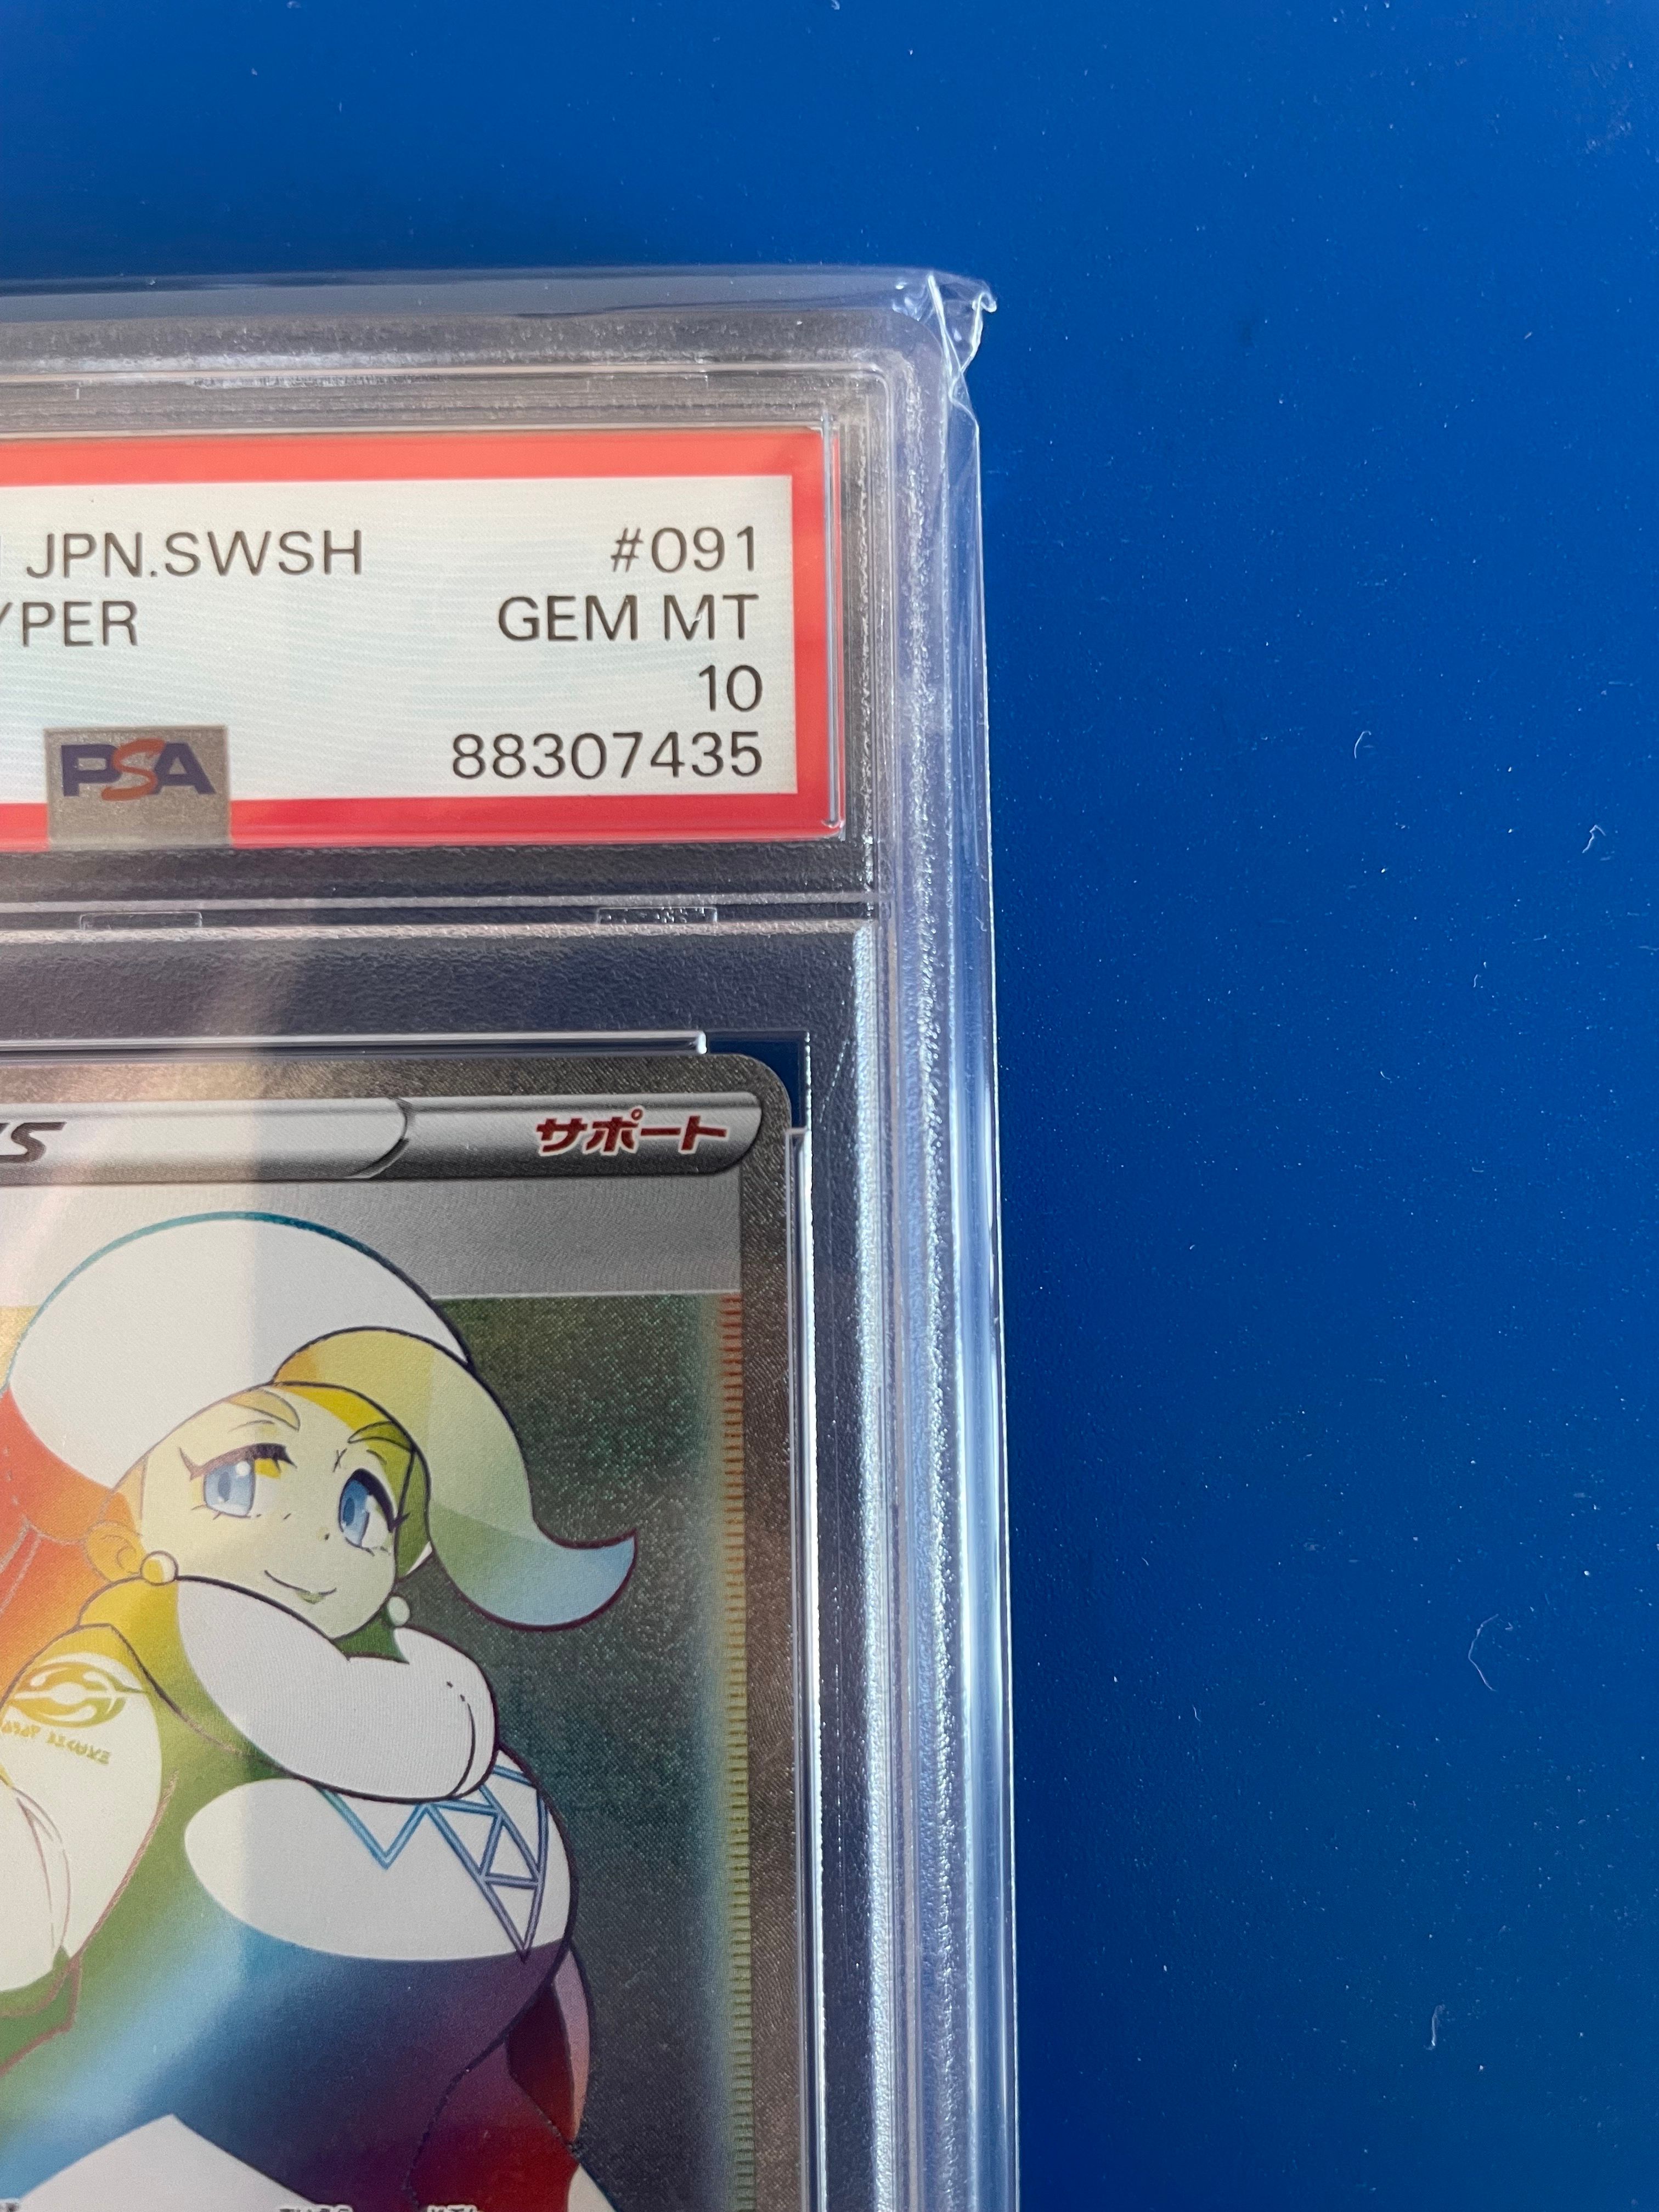 JPN.SWSH #091
YPER GEM MT
10
PSA 88307435
サポート